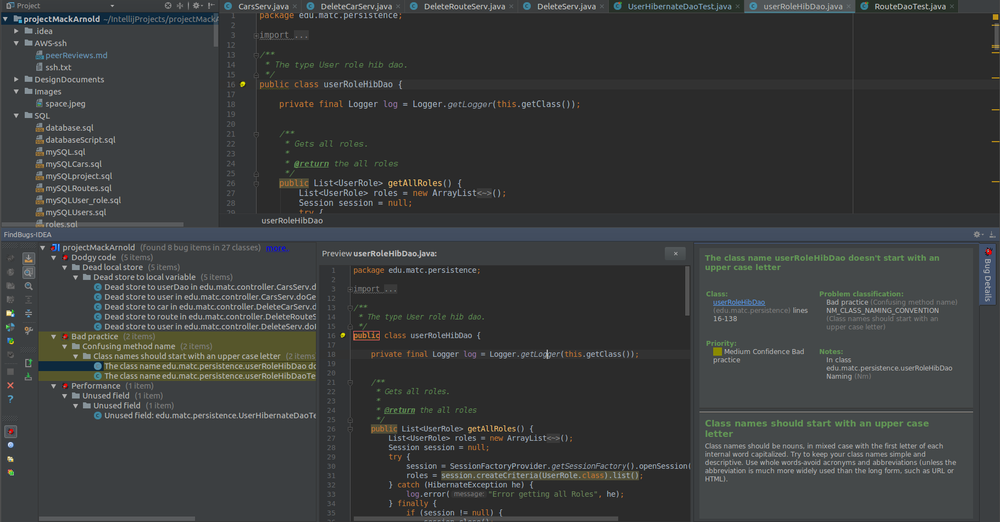 Project
projectMackArnold ~/IntellijProjects/projectMackA
.idea
AWS-ssh
peerReviews.md
ssh.txt
DesignDocuments
Images
space.jpeg
SQL
database.sql
databaseScript.sql
mySQL.sql
mySQLCars.sql
mySQLproject.sql
mySQLRoutes.sql
mySQLUser_role.sql
mySQLUsers.sql
roles.sql
CarsServ.java DeleteCarServ.java DeleteRouteServ.java DeleteServ.java UserHibernateDaoTest.java userRoleHibDao.java RouteDaoTest.java
1 package edu.matc.persistence;
2
3 import ...
12
13 /**
14 * The type User role hib dao.
15 */
16 public class userRoleHibDao {
17
18 private final Logger log = Logger.getLogger(this.getClass());
19
20
21 /**
22 * Gets all roles.
23 *
24 * @return the all roles
25 */
26 public List<UserRole> getAllRoles() {
27 List<UserRole> roles = new ArrayList<~>();
28 Session session = null;
29 try {
userRoleHibDao
FindBugs-IDEA
projectMackArnold (found 8 bug items in 27 classes) more..
Dodgy code (5 items)
Dead local store (5 items)
Dead store to local variable (5 items)
Dead store to userDao in edu.matc.controller.CarsServ.d
Dead store to user in edu.matc.controller.CarsServ.doGe
Dead store to car in edu.matc.controller.DeleteCarServ.d
Dead store to route in edu.matc.controller.DeleteRouteS
Dead store to user in edu.matc.controller.DeleteServ.do
Bad practice (2 items)
Confusing method name (2 items)
Class names should start with an upper case letter (2 items
The class name edu.matc.persistence.userRoleHibDao do
The class name edu.matc.persistence.userRoleHibDaoTe
Performance (1 item)
Unused field (1 item)
Unused field (1 item)
Unused field: edu.matc.persistence.UserHibernateDaoTe
Preview userRoleHibDao.java:
1 package edu.matc.persistence;
2
3 import ...
12
13 /**
14 * The type User role hib dao.
15 */
16 public class userRoleHibDao {
17
18 private final Logger log = Logger.getLogger(this.getClass());
19
20
21 /**
22 * Gets all roles.
23 *
24 * @return the all roles
25 */
26 public List<UserRole> getAllRoles() {
27 List<UserRole> roles = new ArrayList<~>();
28 Session session = null;
29 try {
30 session = SessionFactoryProvider.getSessionFactory().openSession(
31 roles = session.createCriteria(UserRole.class).list();
32 } catch (HibernateException he) {
33 log.error( message: "Error getting all Roles", he);
34 } finally {
35 if (session != null) {
session.close();
The class name userRoleHibDao doesn't start with an
upper case letter
Class:
userRoleHibDao
(edu.matc.persistence) lines
16-138
Problem classification:
Bad practice (Confusing method name)
NM_CLASS_NAMING_CONVENTION
(Class names should start with an
upper case letter)
Priority:
Medium Confidence Bad
practice
Notes:
In class
edu.matc.persistence.userRoleHibDao
Naming (Nm)
Class names should start with an upper case
letter
Class names should be nouns, in mixed case with the first letter of each
internal word capitalized. Try to keep your class names simple and
descriptive. Use whole words-avoid acronyms and abbreviations (unless the
abbreviation is much more widely used than the long form, such as URL or
HTML).
Bug Details